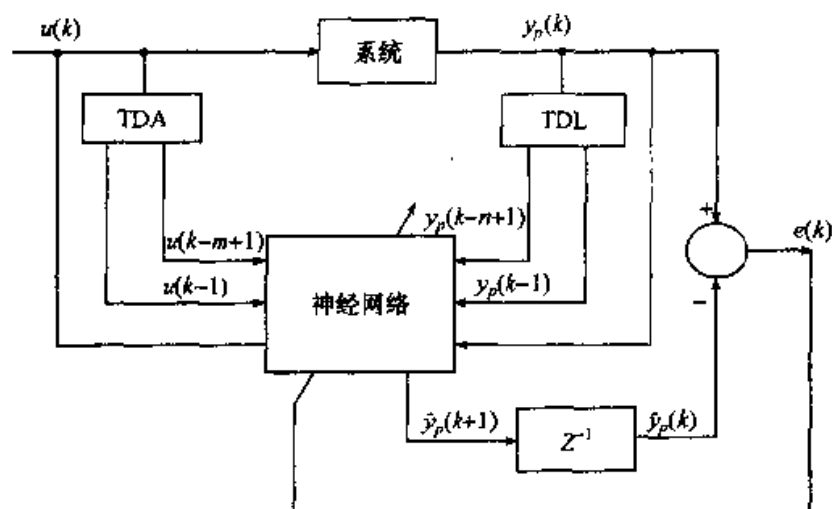 u(k)
系统
y_p(k)
TDA
TDL
+
e(k)
u(k-m+1)
y_p(k-n+1)
u(k-1)
神经网络
y_p(k-1)
−
ŷ_p(k+1)
Z⁻¹
ŷ_p(k)